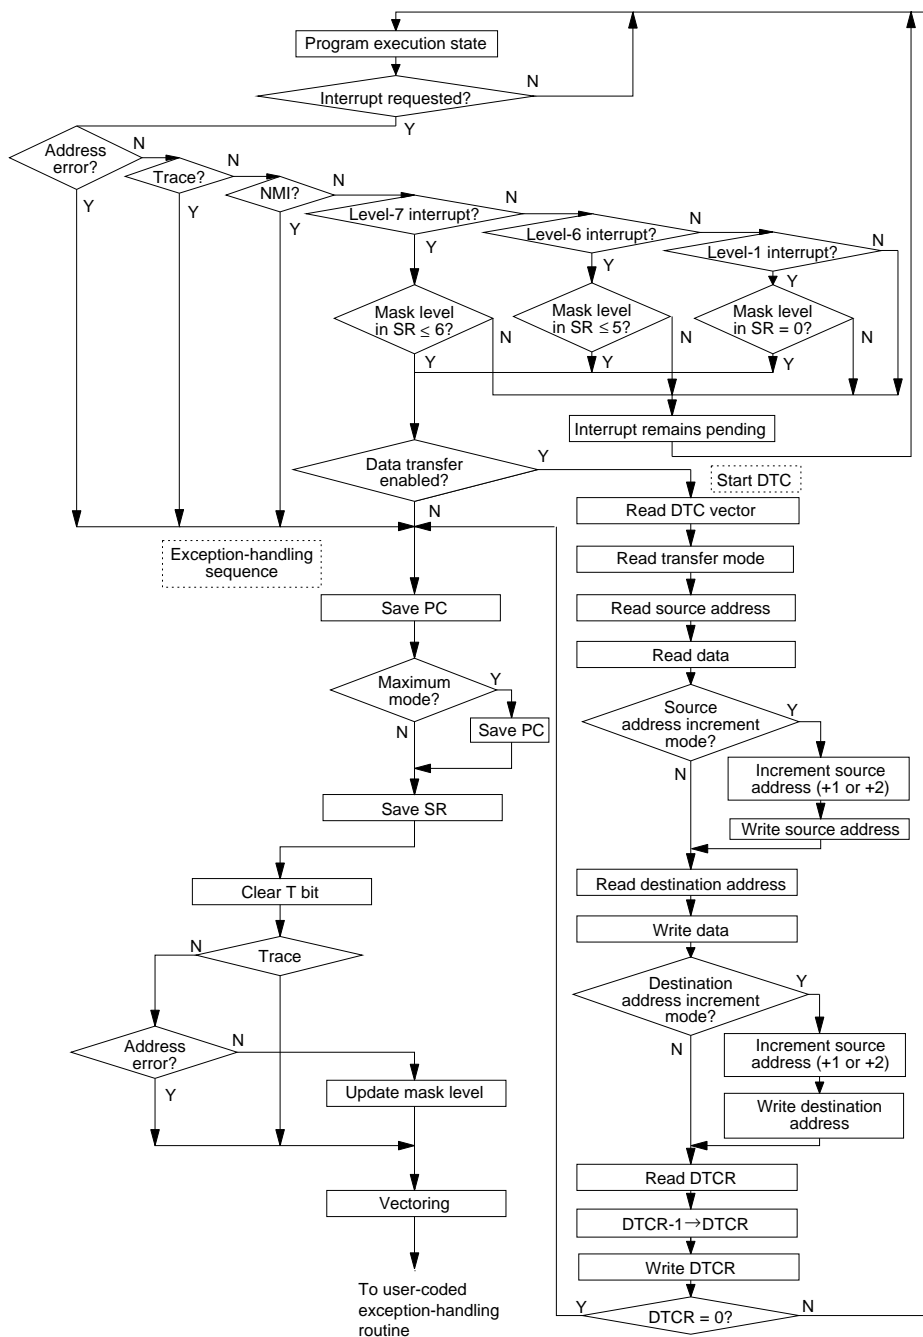 Program execution state
N
Interrupt requested?
Y
Address
error?
N
Trace?
N
NMI?
N
Level-7 interrupt?
N
Level-6 interrupt?
N
Level-1 interrupt?
N
Y
Y
Y
Y
Y
Y
Mask level
in SR ≤ 6?
N
Mask level
in SR ≤ 5?
N
Mask level
in SR = 0?
N
Y
Y
Y
Interrupt remains pending
Data transfer
enabled?
Y
N
Start DTC
Read DTC vector
Exception-handling
sequence
Read transfer mode
Save PC
Read source address
Read data
Maximum
mode?
Y
N
Save PC
Source
address increment
mode?
Y
N
Increment source
address (+1 or +2)
Write source address
Save SR
Clear T bit
Read destination address
Write data
N
Trace
Destination
address increment
mode?
Y
N
Address
error?
N
Y
Increment source
address (+1 or +2)
Update mask level
Write destination
address
Read DTCR
Vectoring
DTCR-1→DTCR
Write DTCR
To user-coded
exception-handling
routine
Y
DTCR = 0?
N